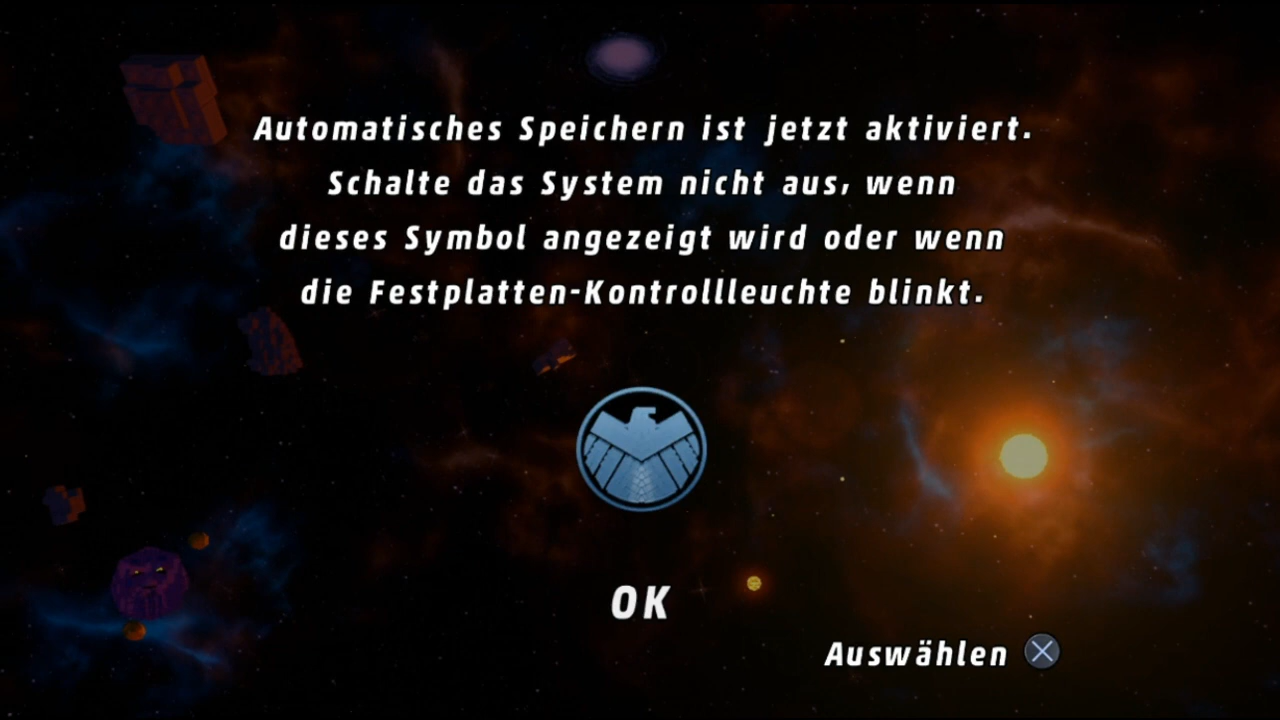 Automatisches Speichern ist jetzt aktiviert.
Schalte das System nicht aus, wenn
dieses Symbol angezeigt wird oder wenn
die Festplatten-Kontrollleuchte blinkt.
OK
Auswählen